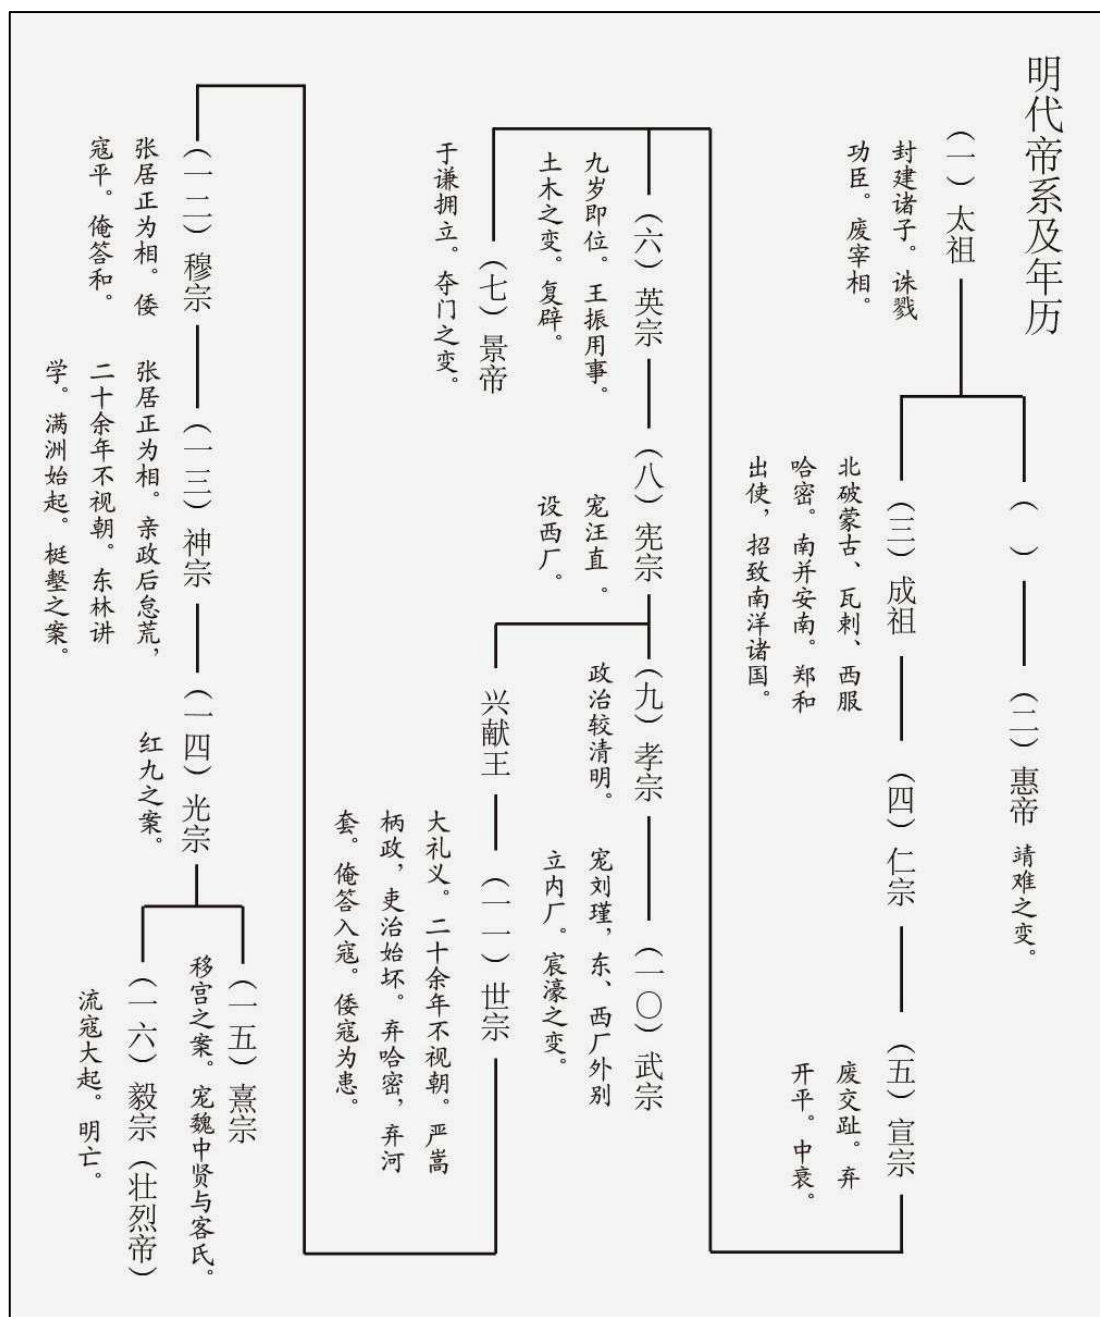 明代帝系及年历
（一）太祖
封建诸子。诛戮
功臣。废宰相。
（ ）
（二）惠帝
靖难之变。
（三）成祖
北破蒙古、瓦剌、西服
哈密。南并安南。郑和
出使，招致南洋诸国。
（四）仁宗
（五）宣宗
废交趾。弃
开平。中衰。
（六）英宗
九岁即位。王振用事。
土木之变。复辟。
（七）景帝
于谦拥立。夺门之变。
（八）宪宗
宠汪直。
设西厂。
（九）孝宗
政治较清明。
（一〇）武宗
宠刘瑾，东、西厂外别
立内厂。宸濠之变。
兴献王
（一一）世宗
大礼义。二十余年不视朝。严嵩
柄政，吏治始坏。弃哈密，弃河
套。俺答入寇。倭寇为患。
（一二）穆宗
张居正为相。倭
寇平。俺答和。
（一三）神宗
张居正为相。亲政后怠荒，
二十余年不视朝。东林讲
学。满洲始起。梃墼之案。
（一四）光宗
红九之案。
（一五）熹宗
移宫之案。宠魏中贤与客氏。
（一六）毅宗（壮烈帝）
流寇大起。明亡。